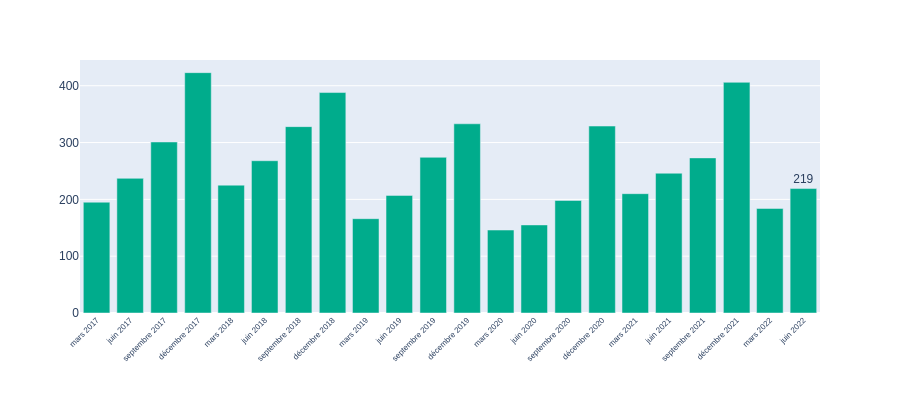 400
300
200
100
0
219
mars 2017
juin 2017
septembre 2017
décembre 2017
mars 2018
juin 2018
septembre 2018
décembre 2018
mars 2019
juin 2019
septembre 2019
décembre 2019
mars 2020
juin 2020
septembre 2020
décembre 2020
mars 2021
juin 2021
septembre 2021
décembre 2021
mars 2022
juin 2022